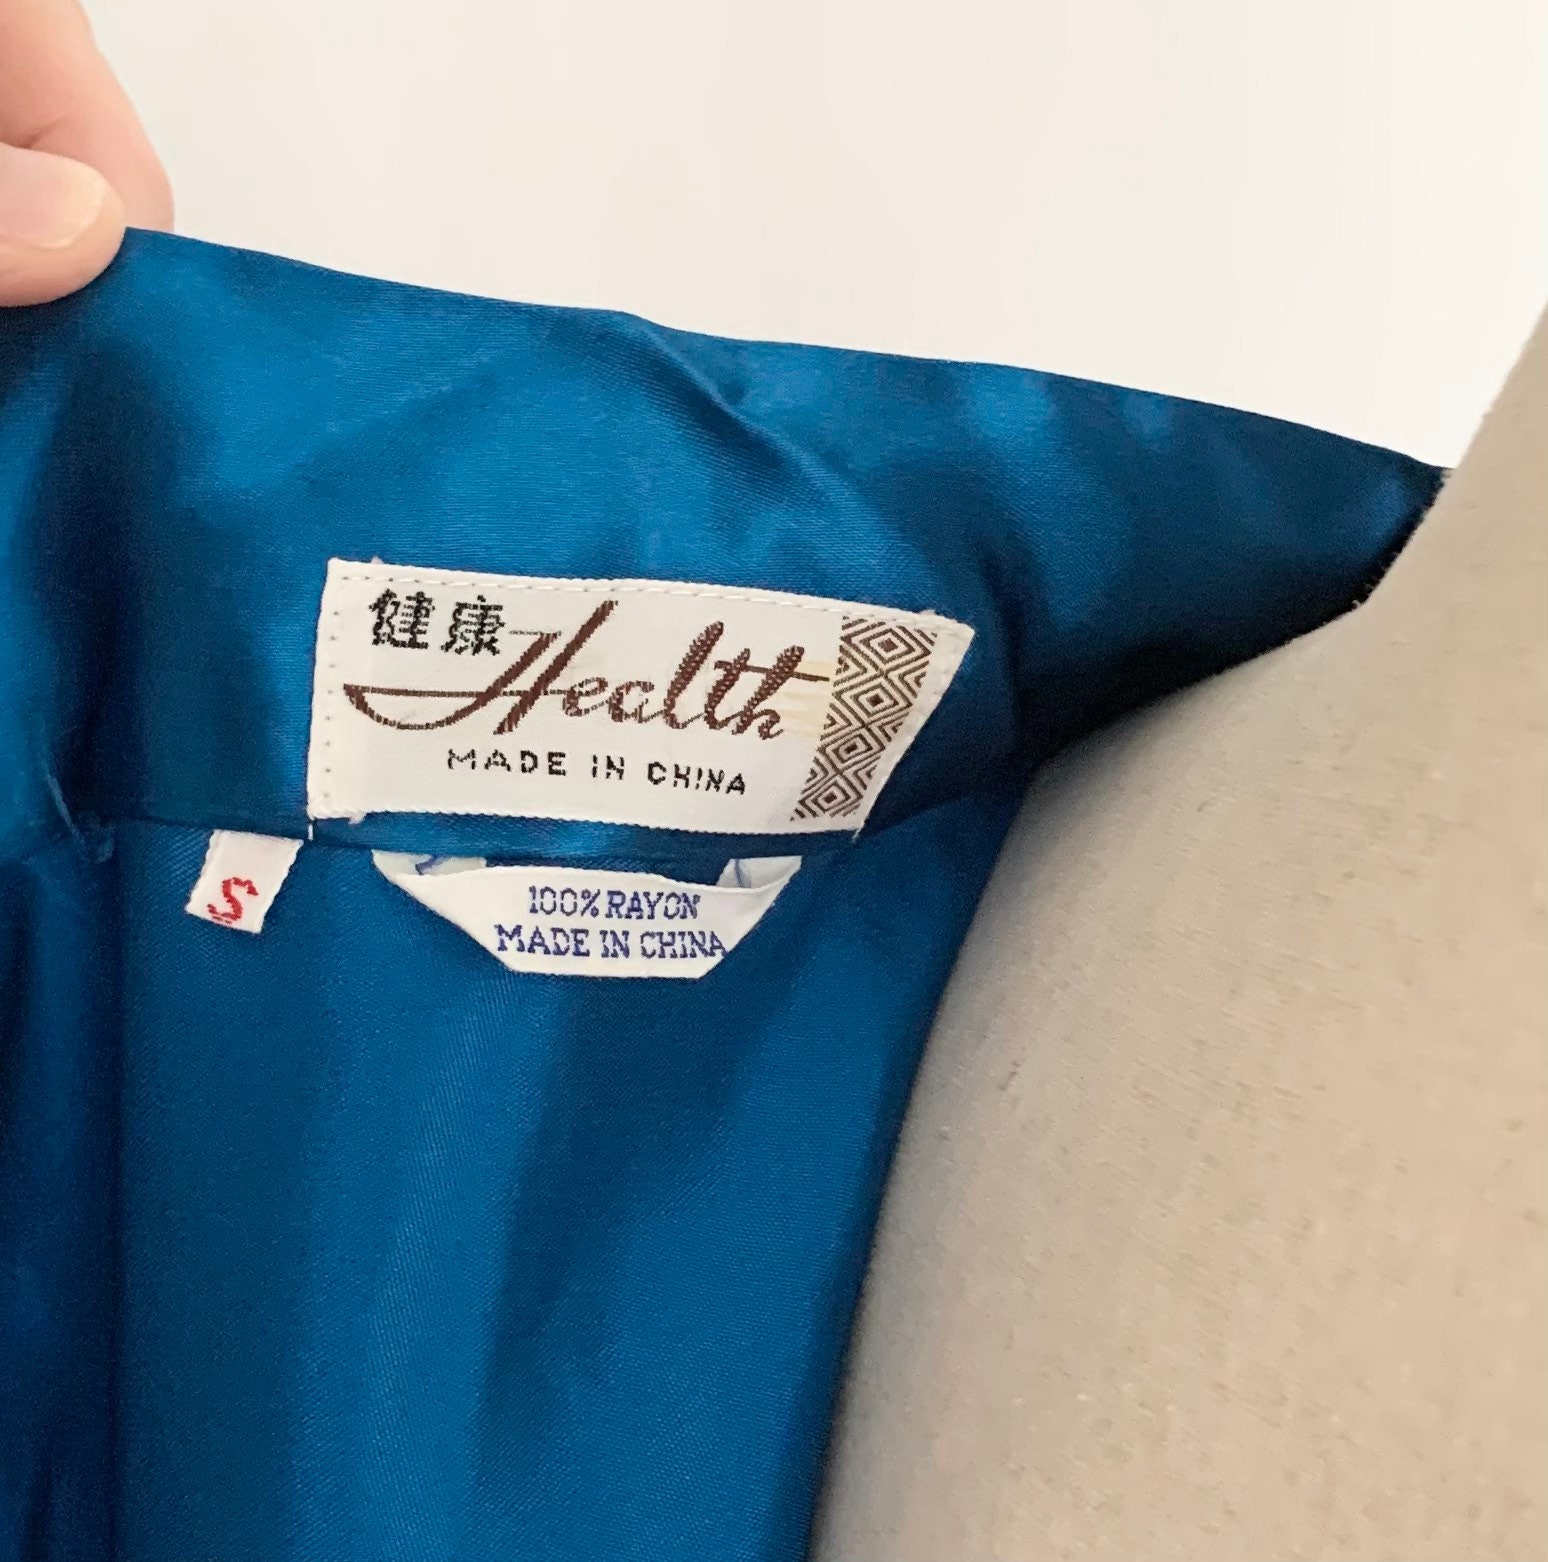 健康 Health
MADE IN CHINA
S
100% RAYON
MADE IN CHINA